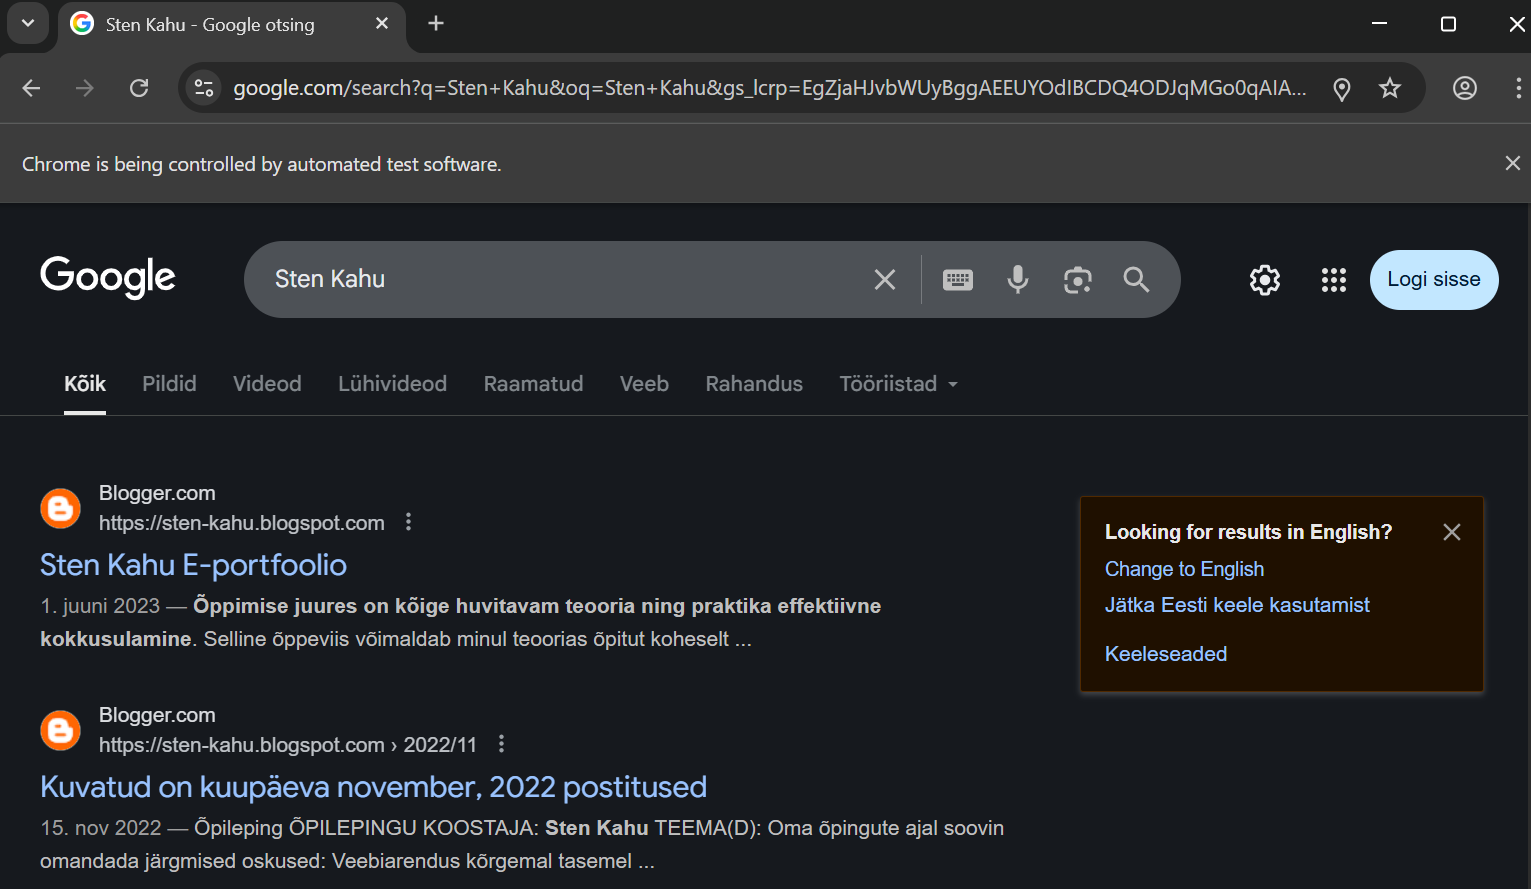 Sten Kahu - Google otsing
google.com/search?q=Sten+Kahu&oq=Sten+Kahu&gs_lcrp=EgZjaHJvbWUyBggAEEUYOdIBCDQ4ODJqMGo0qAIA...
Chrome is being controlled by automated test software.
Google
Sten Kahu
Logi sisse
Kõik Pildid Videod Lühivideod Raamatud Veeb Rahandus Tööriistad
Blogger.com
https://sten-kahu.blogspot.com
Sten Kahu E-portfoolio
1. juuni 2023 — Õppimise juures on kõige huvitavam teooria ning praktika effektiivne
kokkusulamine. Selline õppeviis võimaldab minul teoorias õpitut koheselt ...
Looking for results in English?
Change to English
Jätka Eesti keele kasutamist
Keeleseaded
Blogger.com
https://sten-kahu.blogspot.com › 2022/11
Kuvatud on kuupäeva november, 2022 postitused
15. nov 2022 — Õpileping ÕPILEPINGU KOOSTAJA: Sten Kahu TEEMA(D): Oma õpingute ajal soovin
omandada järgmised oskused: Veebiarendus kõrgemal tasemel ...